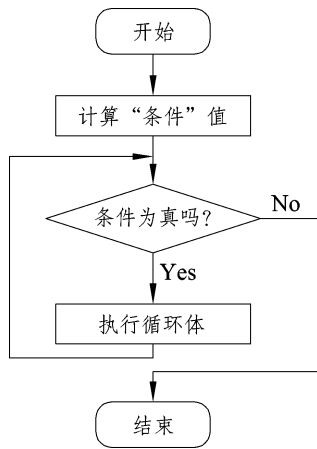 开始
计算“条件”值
条件为真吗?
No
Yes
执行循环体
结束